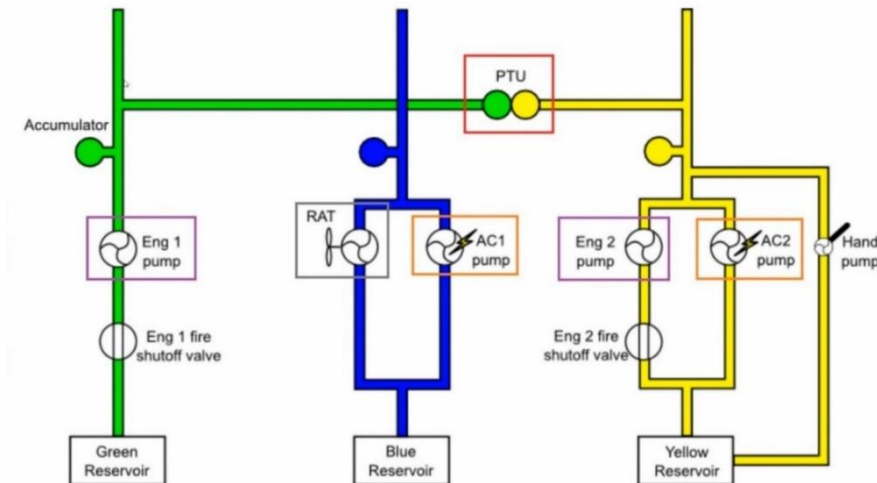 PTU
Accumulator
RAT
Eng 1
pump
AC1
pump
Eng 2
pump
AC2
pump
Hand
pump
Eng 1 fire
shutoff valve
Eng 2 fire
shutoff valve
Green
Reservoir
Blue
Reservoir
Yellow
Reservoir